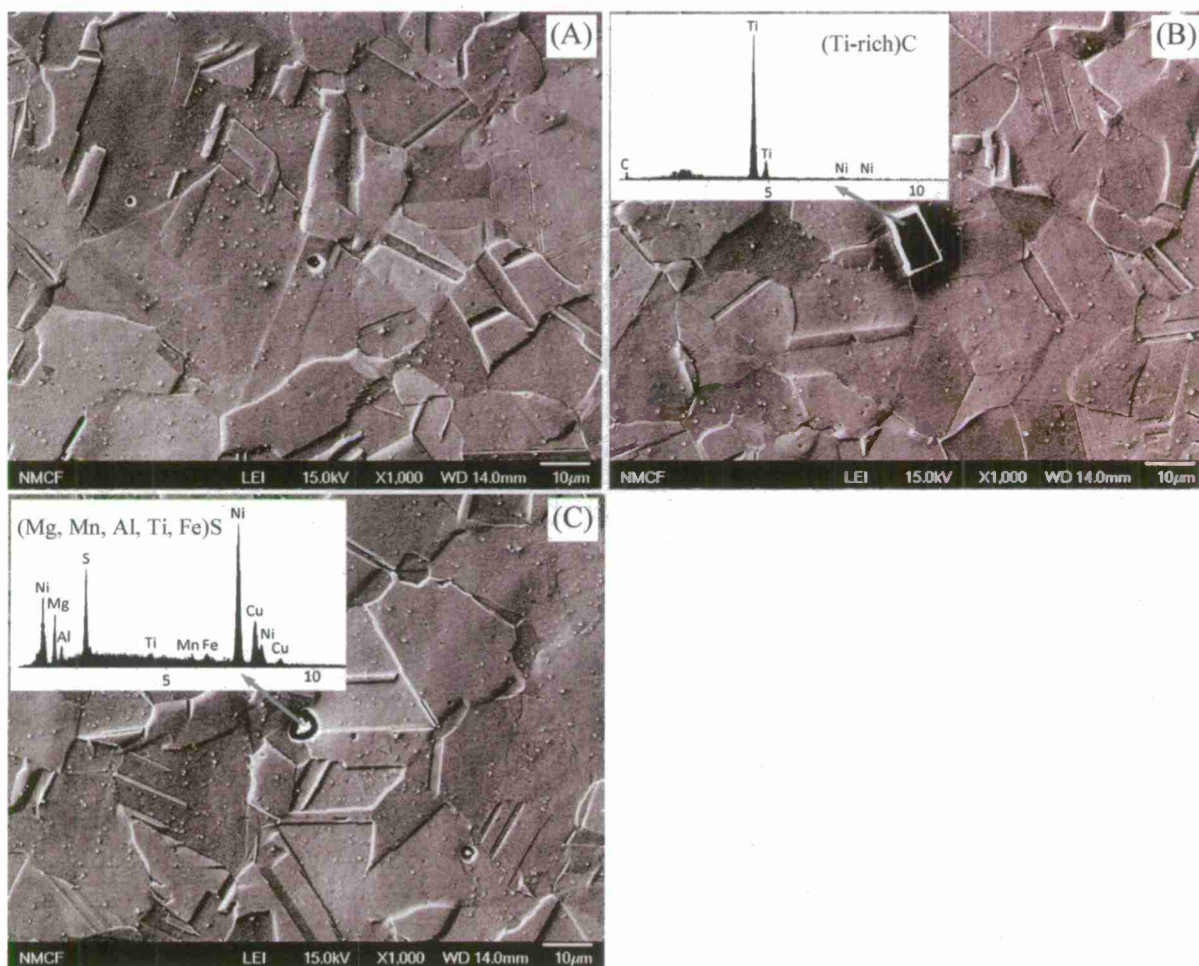 (A)
NMCF LEI 15.0kV X1,000 WD 14.0mm 10μm
(B)
(Ti-rich)C
Ti
Ti
C
Ni Ni
5 10
NMCF LEI 15.0kV X1,000 WD 14.0mm 10μm
(C)
(Mg, Mn, Al, Ti, Fe)S
Ni
S
Ni
Mg
Al
Ti
Mn Fe
Cu
Ni
Cu
5 10
NMCF LEI 15.0kV X1,000 WD 14.0mm 10μm